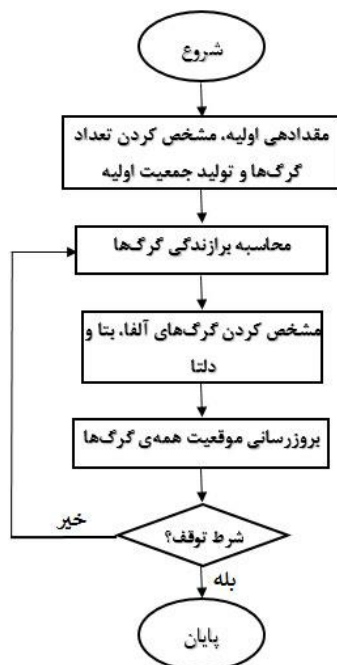 شروع
مقدادهی اولیه، مشخص کردن تعداد
گرگ‌ها و تولید جمعیت اولیه
محاسبه برازندگی گرگ‌ها
مشخص کردن گرگ‌های آلفا، بتا و
دلتا
بروزرسانی موقعیت همه‌ی گرگ‌ها
شرط توقف؟
خیر
بله
پایان